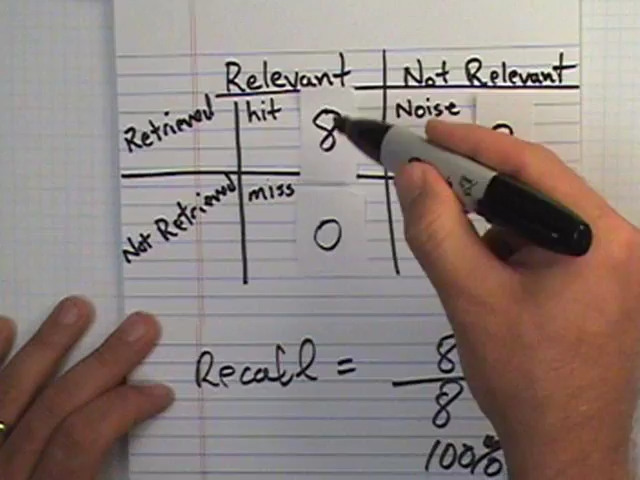 Relevant Not Relevant
Retrieved hit 8 Noise
Not Retrieved miss 0
Recall = 8
8
100%